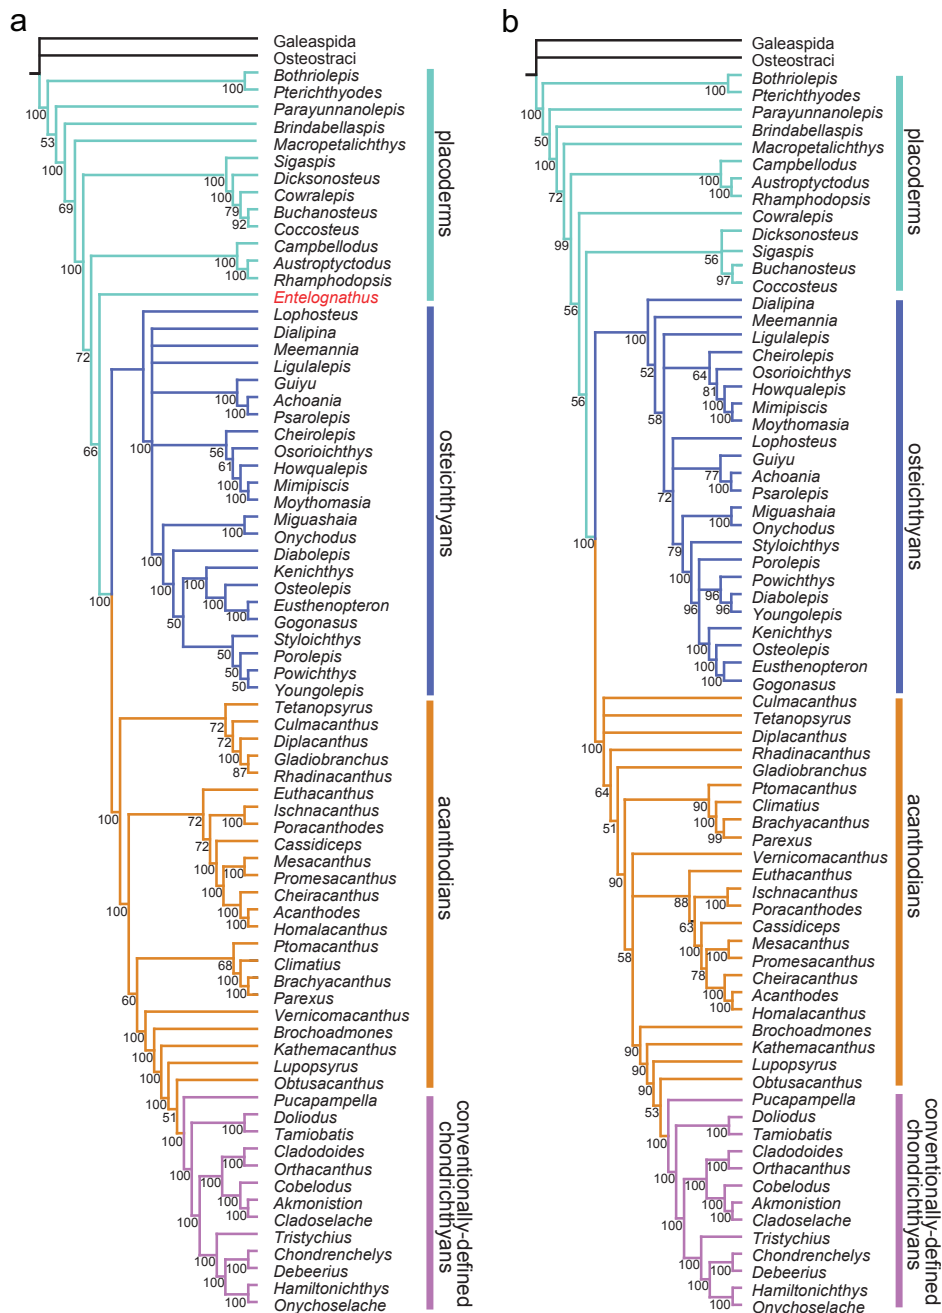 a
Galeaspida
Osteostraci
Bothriolepis
Pterichthyodes
100
Parayunnanolepis
100
Brindabellaspis
53
Macropetalichthys
100
Sigaspis
Dicksonosteus
100
Cowralepis
100
69
Buchanosteus
79
Coccosteus
92
Campbellodus
Austroptyctodus
100
100
Rhamphodopsis
100
Entelognathus
Lophosteus
Dialipina
Meemannia
72
Ligulalepis
Guiyu
Achoania
100
Psarolepis
100
Cheirolepis
Osorioichthys
66
100
56
Howqualepis
61
Mimipiscis
100
Moythomasia
100
Miguashaia
Onychodus
100
Diabolepis
100
Kenichthys
100
100
Osteolepis
Eusthenopteron
100
100
Gogonasus
100
50
Styloichthys
Porolepis
50
Powichthys
50
Youngolepis
50
Tetanopsyrus
Culmacanthus
72
Diplacanthus
72
Gladiobranchus
100
Rhadinacanthus
87
Euthacanthus
Ischnacanthus
100
72
Poracanthodes
100
Cassidiceps
72
Mesacanthus
Promesacanthus
100
100
Cheiracanthus
100
Acanthodes
100
100
Homalacanthus
100
Ptomacanthus
Climatius
68
Brachyacanthus
100
Parexus
60
100
Vernicomacanthus
Brochoadmones
100
Kathemacanthus
100
Lupopsyrus
100
Obtusacanthus
100
Pucapampella
51
Doliodus
Tamiobatis
100
100
Cladodoides
Orthacanthus
100
100
Cobelodus
Akmonistion
100
100
Cladoselache
100
Tristychius
100
Chondrenchelys
100
Debeerius
100
Hamiltonichthys
100
Onychoselache
100
placoderms
osteichthyans
acanthodians
conventionally-defined
chondrichthyans
b
Galeaspida
Osteostraci
Bothriolepis
Pterichthyodes
100
Parayunnanolepis
100
Brindabellaspis
50
Macropetalichthys
100
Campbellodus
Austroptyctodus
100
72
Rhamphodopsis
100
Cowralepis
Dicksonosteus
99
Sigaspis
56
Buchanosteus
97
Coccosteus
Dialipina
56
Meemannia
Ligulalepis
100
Cheirolepis
52
Osorioichthys
64
Howqualepis
81
56
Mimipiscis
100
58
Moythomasia
100
Lophosteus
Guiyu
Achoania
77
Psarolepis
100
72
Miguashaia
Onychodus
100
Styloichthys
100
79
Porolepis
100
Powichthys
Diabolepis
96
Youngolepis
96
96
Kenichthys
Osteolepis
100
Eusthenopteron
100
Gogonasus
100
Culmacanthus
Tetanopsyrus
Diplacanthus
100
Rhadinacanthus
Gladiobranchus
Ptomacanthus
64
Climatius
90
Brachyacanthus
100
51
Parexus
99
Vernicomacanthus
Euthacanthus
90
Ischnacanthus
Poracanthodes
88
100
Cassidiceps
63
Mesacanthus
Promesacanthus
100
100
58
Cheiracanthus
78
Acanthodes
100
Homalacanthus
100
Brochoadmones
Kathemacanthus
90
Lupopsyrus
90
Obtusacanthus
90
Pucapampella
53
Doliodus
Tamiobatis
100
100
Cladodoides
Orthacanthus
100
100
Cobelodus
Akmonistion
100
Cladoselache
100
100
Tristychius
100
Chondrenchelys
100
Debeerius
100
Hamiltonichthys
100
Onychoselache
100
placoderms
osteichthyans
acanthodians
conventionally-defined
chondrichthyans